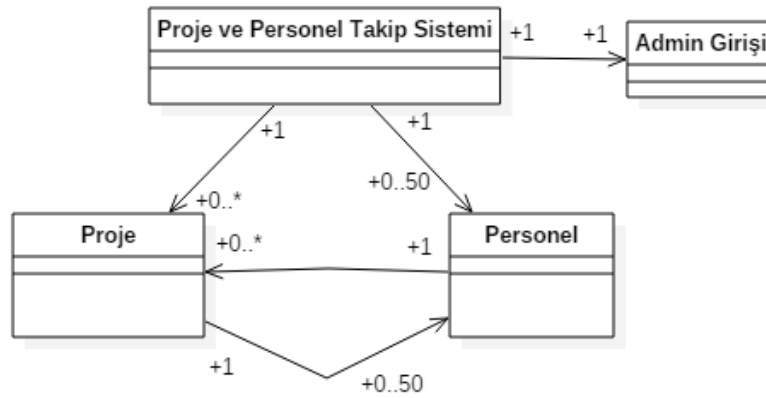 Proje ve Personel Takip Sistemi
+1
+1
Admin Girişi
+1
+1
+0..*
+0..50
Proje
+0..*
+1
Personel
+1
+0..50